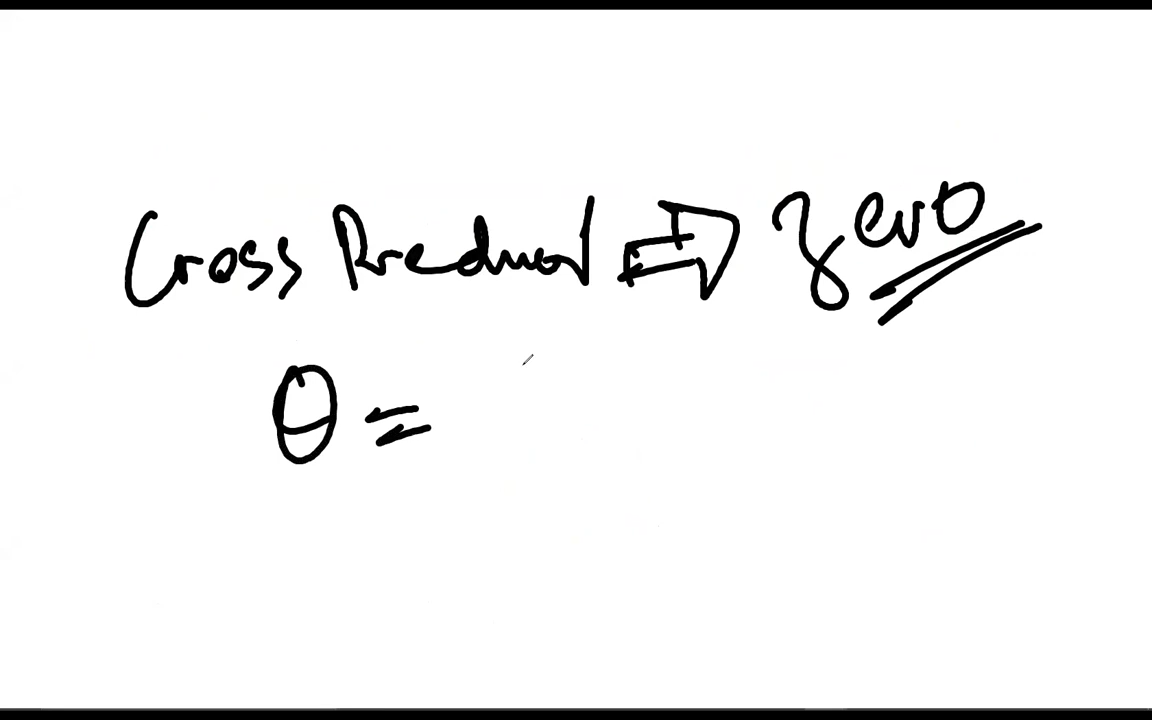 Cross Product ⇒ zero
θ =